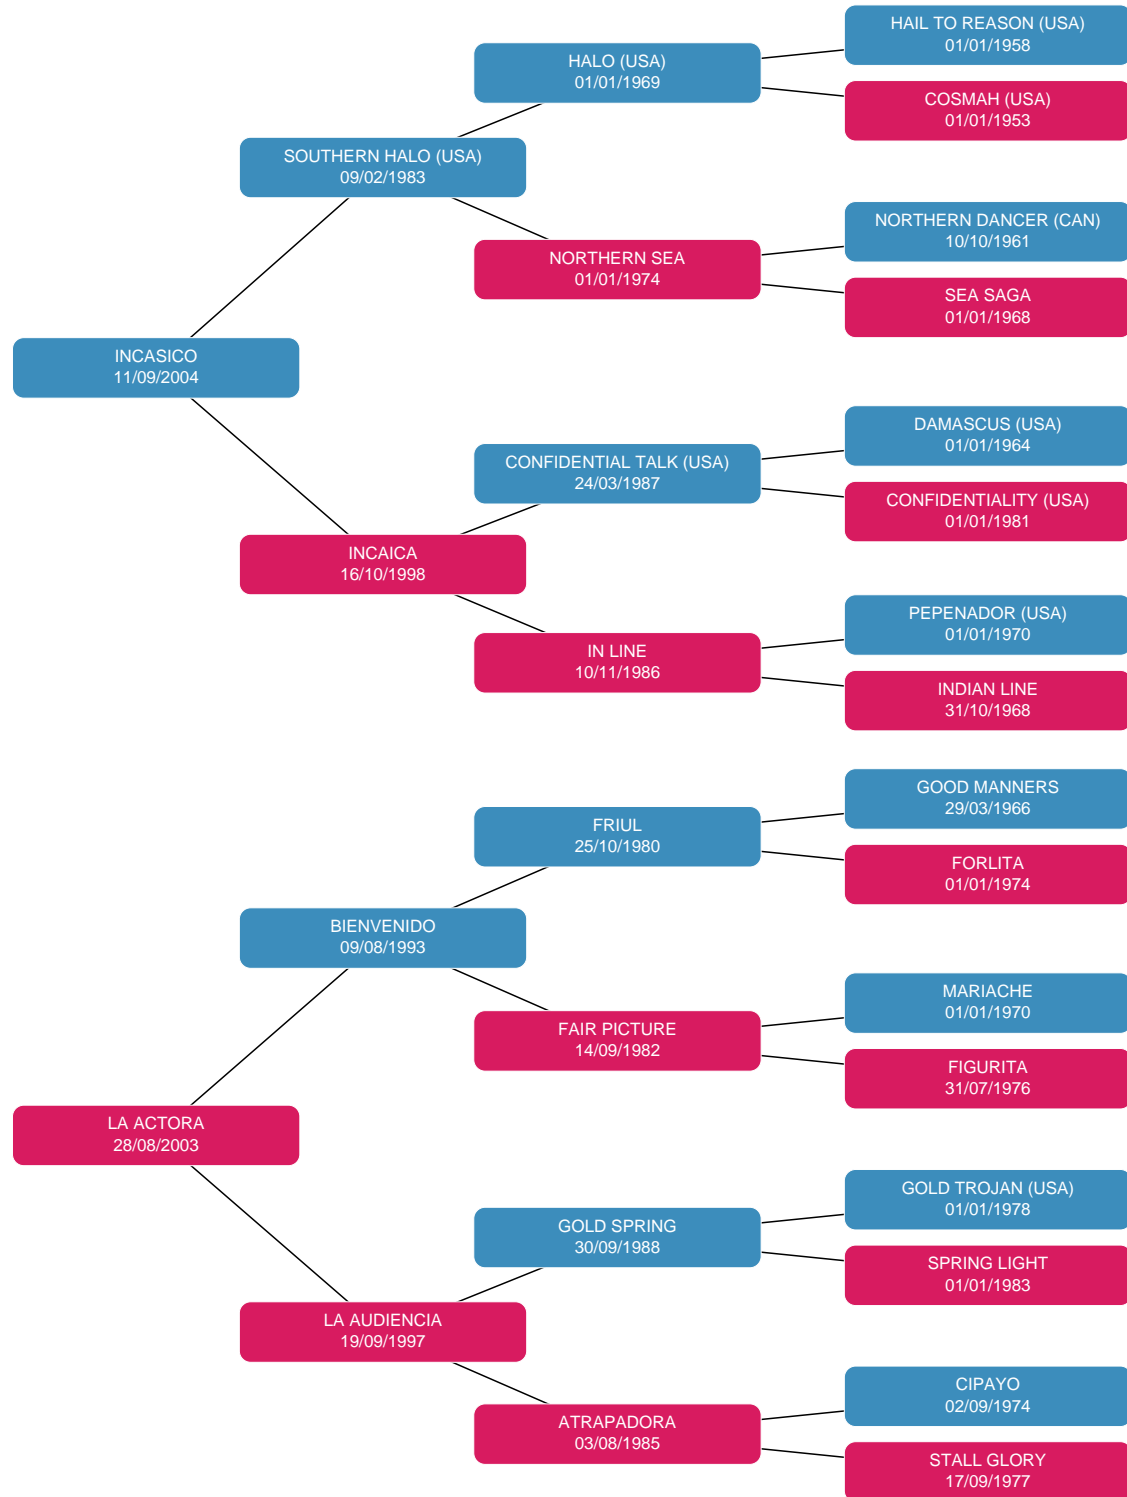 HAIL TO REASON (USA)
01/01/1958
HALO (USA)
01/01/1969
COSMAH (USA)
01/01/1953
SOUTHERN HALO (USA)
09/02/1983
NORTHERN DANCER (CAN)
10/10/1961
NORTHERN SEA
01/01/1974
SEA SAGA
01/01/1968
INCASICO
11/09/2004
DAMASCUS (USA)
01/01/1964
CONFIDENTIAL TALK (USA)
24/03/1987
CONFIDENTIALITY (USA)
01/01/1981
INCAICA
16/10/1998
PEPENADOR (USA)
01/01/1970
IN LINE
10/11/1986
INDIAN LINE
31/10/1968
GOOD MANNERS
29/03/1966
FRIUL
25/10/1980
FORLITA
01/01/1974
BIENVENIDO
09/08/1993
MARIACHE
01/01/1970
FAIR PICTURE
14/09/1982
FIGURITA
31/07/1976
LA ACTORA
28/08/2003
GOLD TROJAN (USA)
01/01/1978
GOLD SPRING
30/09/1988
SPRING LIGHT
01/01/1983
LA AUDIENCIA
19/09/1997
CIPAYO
02/09/1974
ATRAPADORA
03/08/1985
STALL GLORY
17/09/1977